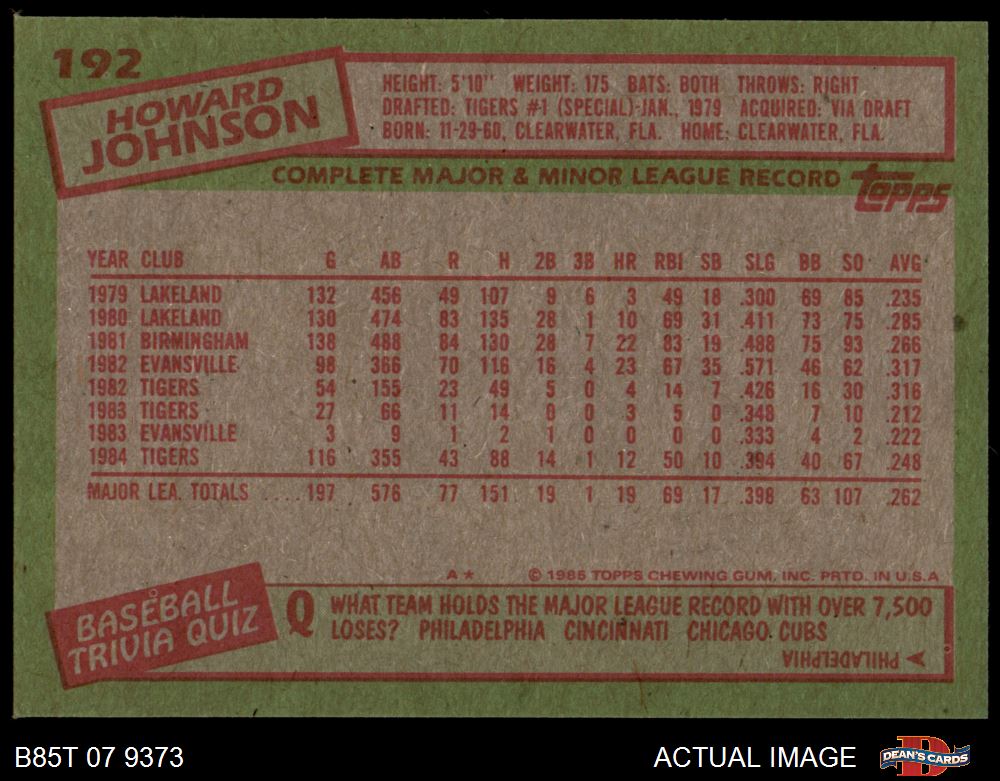 192
HOWARD
JOHNSON
HEIGHT: 5'10" WEIGHT: 175 BATS: BOTH THROWS: RIGHT
DRAFTED: TIGERS #1 (SPECIAL)-JAN., 1979 ACQUIRED: VIA DRAFT
BORN: 11-29-60, CLEARWATER, FLA. HOME: CLEARWATER, FLA.
COMPLETE MAJOR & MINOR LEAGUE RECORD topps
YEAR CLUB G AB R H 2B 3B HR RBI SB SLG BB SO AVG
1979 LAKELAND 132 456 49 107 9 6 3 49 18 .300 69 85 .235
1980 LAKELAND 130 474 83 135 28 1 10 69 31 .411 73 75 .285
1981 BIRMINGHAM 138 488 84 130 28 7 22 83 19 .488 75 93 .266
1982 EVANSVILLE 98 366 70 116 16 4 23 67 35 .571 46 62 .317
1982 TIGERS 54 155 23 49 5 0 4 14 7 .426 16 30 .316
1983 TIGERS 27 66 11 14 0 0 3 5 0 .348 7 10 .212
1983 EVANSVILLE 3 9 1 2 1 0 0 0 0 .333 4 2 .222
1984 TIGERS 116 355 43 88 14 1 12 50 10 .394 40 67 .248
MAJOR LEA. TOTALS ....197 576 77 151 19 1 19 69 17 .398 63 107 .262
A★ © 1985 TOPPS CHEWING GUM, INC. PRTD. IN U.S.A
BASEBALL
TRIVIA QUIZ
Q WHAT TEAM HOLDS THE MAJOR LEAGUE RECORD WITH OVER 7,500
LOSES? PHILADELPHIA CINCINNATI CHICAGO CUBS
PHILADELPHIA
B85T 07 9373
ACTUAL IMAGE
DEAN'S CARDS